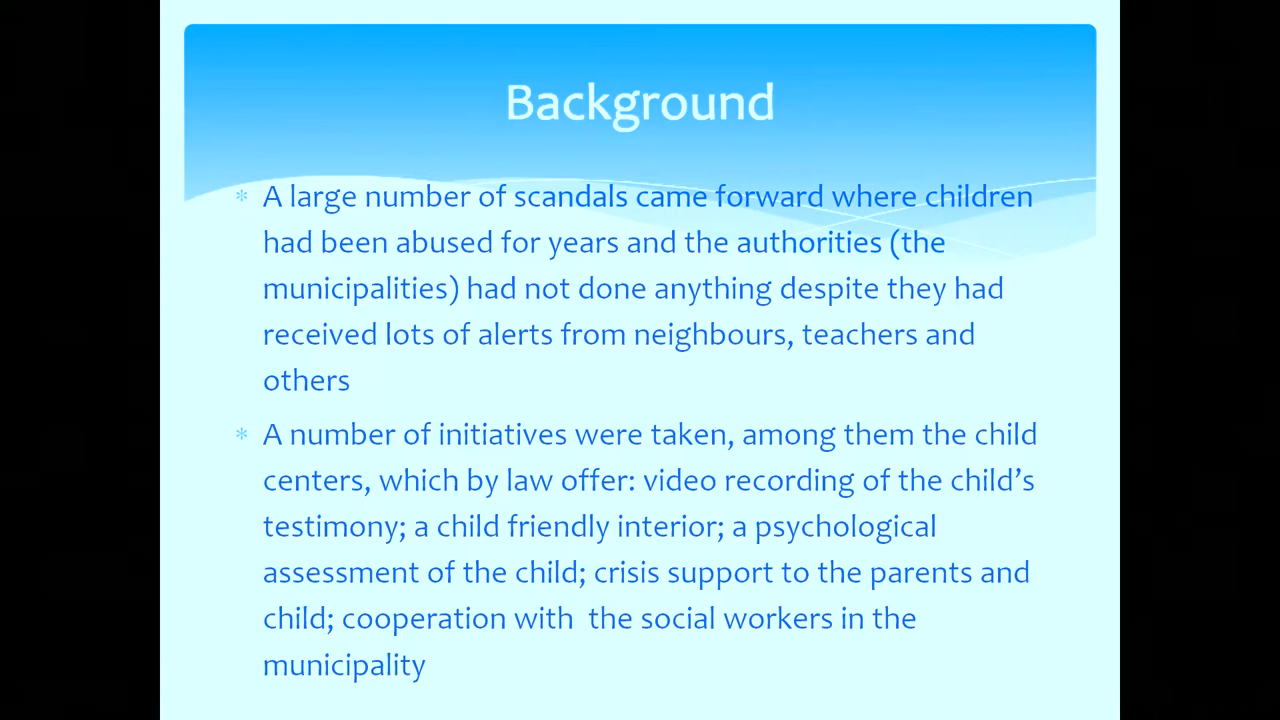 Background
* A large number of scandals came forward where children
had been abused for years and the authorities (the
municipalities) had not done anything despite they had
received lots of alerts from neighbours, teachers and
others
* A number of initiatives were taken, among them the child
centers, which by law offer: video recording of the child’s
testimony; a child friendly interior; a psychological
assessment of the child; crisis support to the parents and
child; cooperation with  the social workers in the
municipality